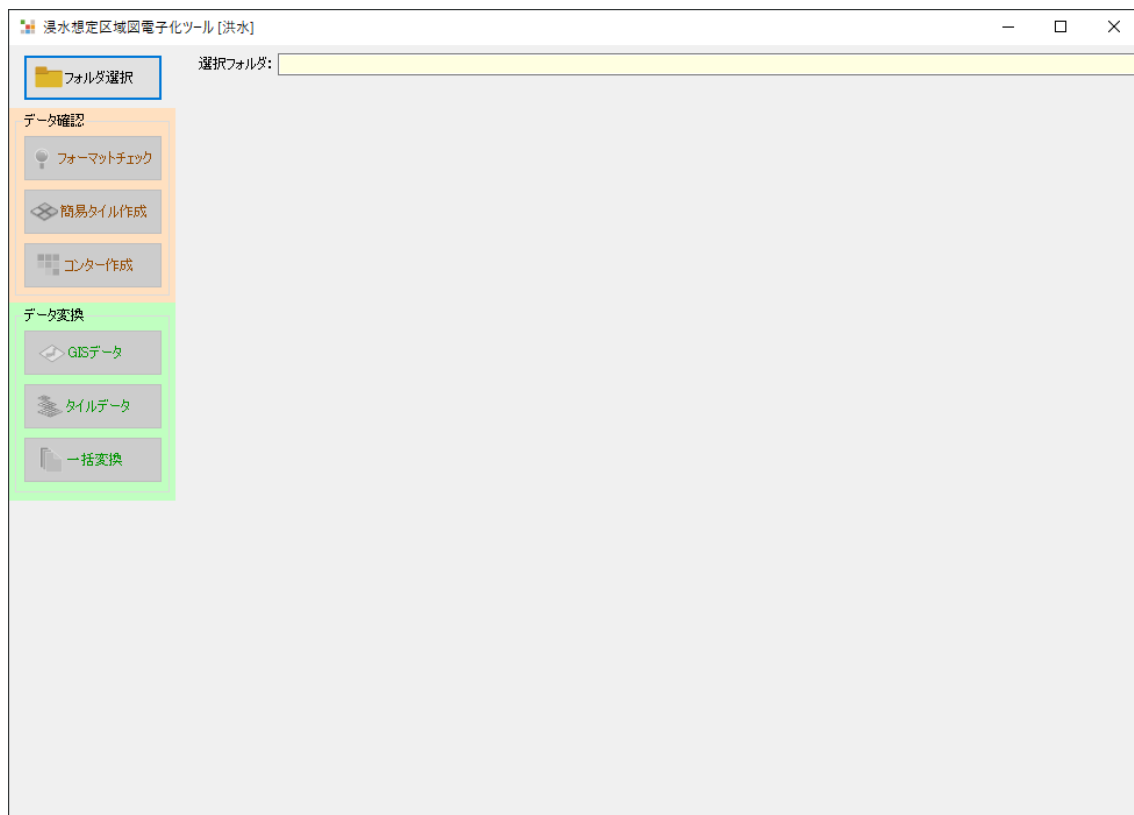 浸水想定区域図電子化ツール [洪水]
フォルダ選択
選択フォルダ:
データ確認
フォーマットチェック
簡易タイル作成
コンター作成
データ変換
GISデータ
タイルデータ
一括変換